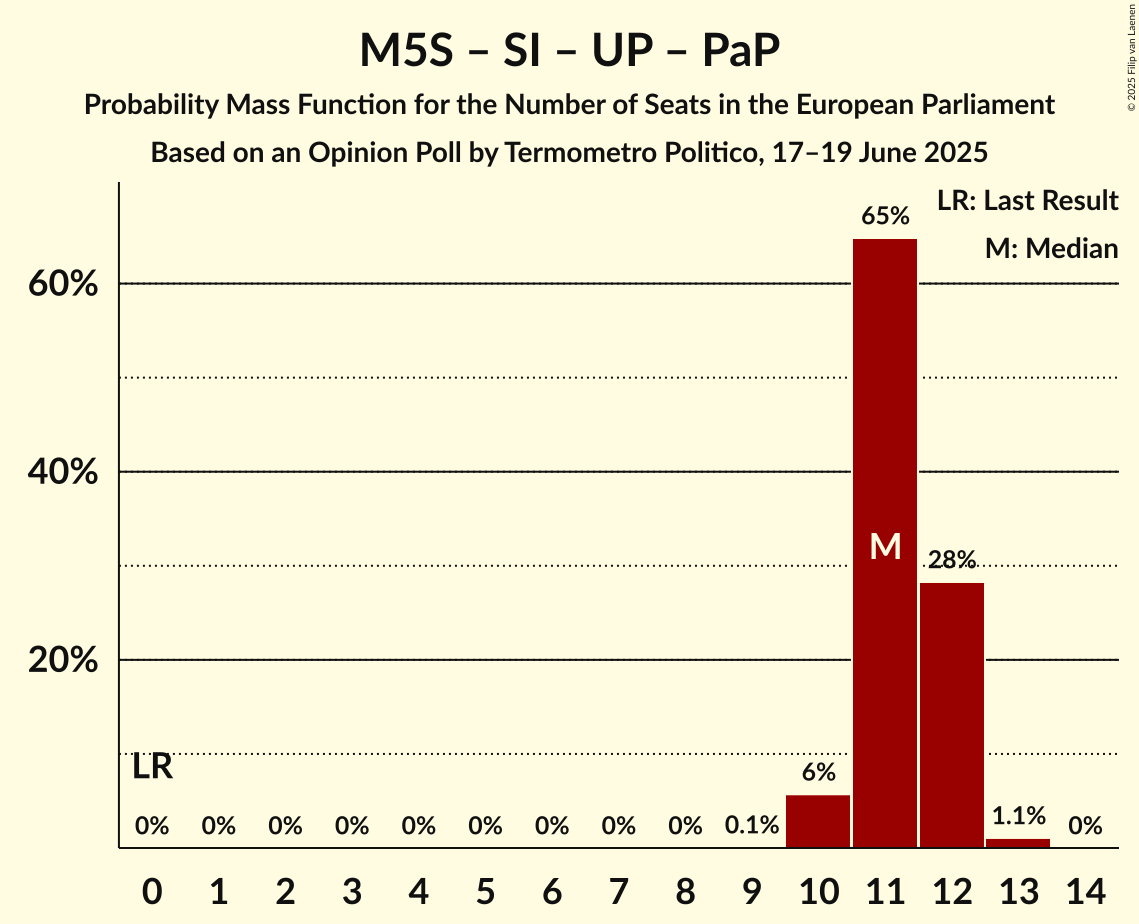 M5S – SI – UP – PaP
Probability Mass Function for the Number of Seats in the European Parliament
Based on an Opinion Poll by Termometro Politico, 17–19 June 2025
© 2025 Filip van Laenen
LR: Last Result
M: Median
60%
40%
20%
LR
M
0% 0% 0% 0% 0% 0% 0% 0% 0% 0.1% 6% 65% 28% 1.1% 0%
0 1 2 3 4 5 6 7 8 9 10 11 12 13 14